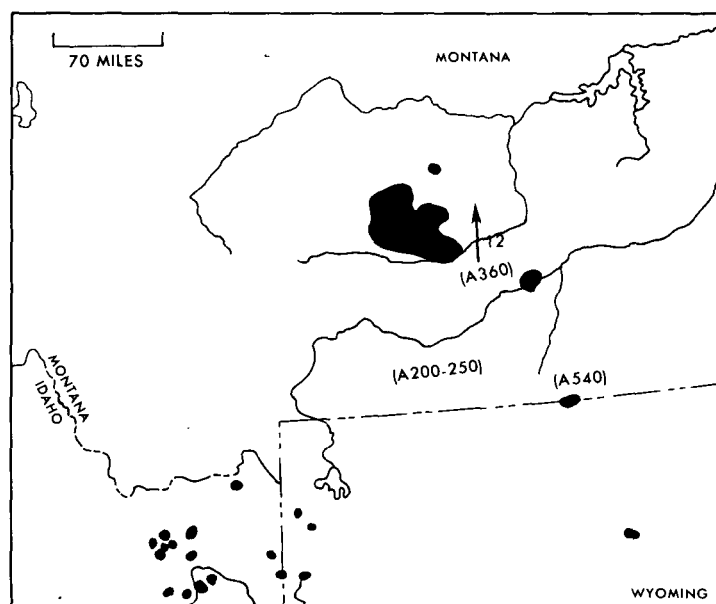 70 MILES
MONTANA
12
(A360)
(A200-250)
(A540)
MONTANA
IDAHO
WYOMING